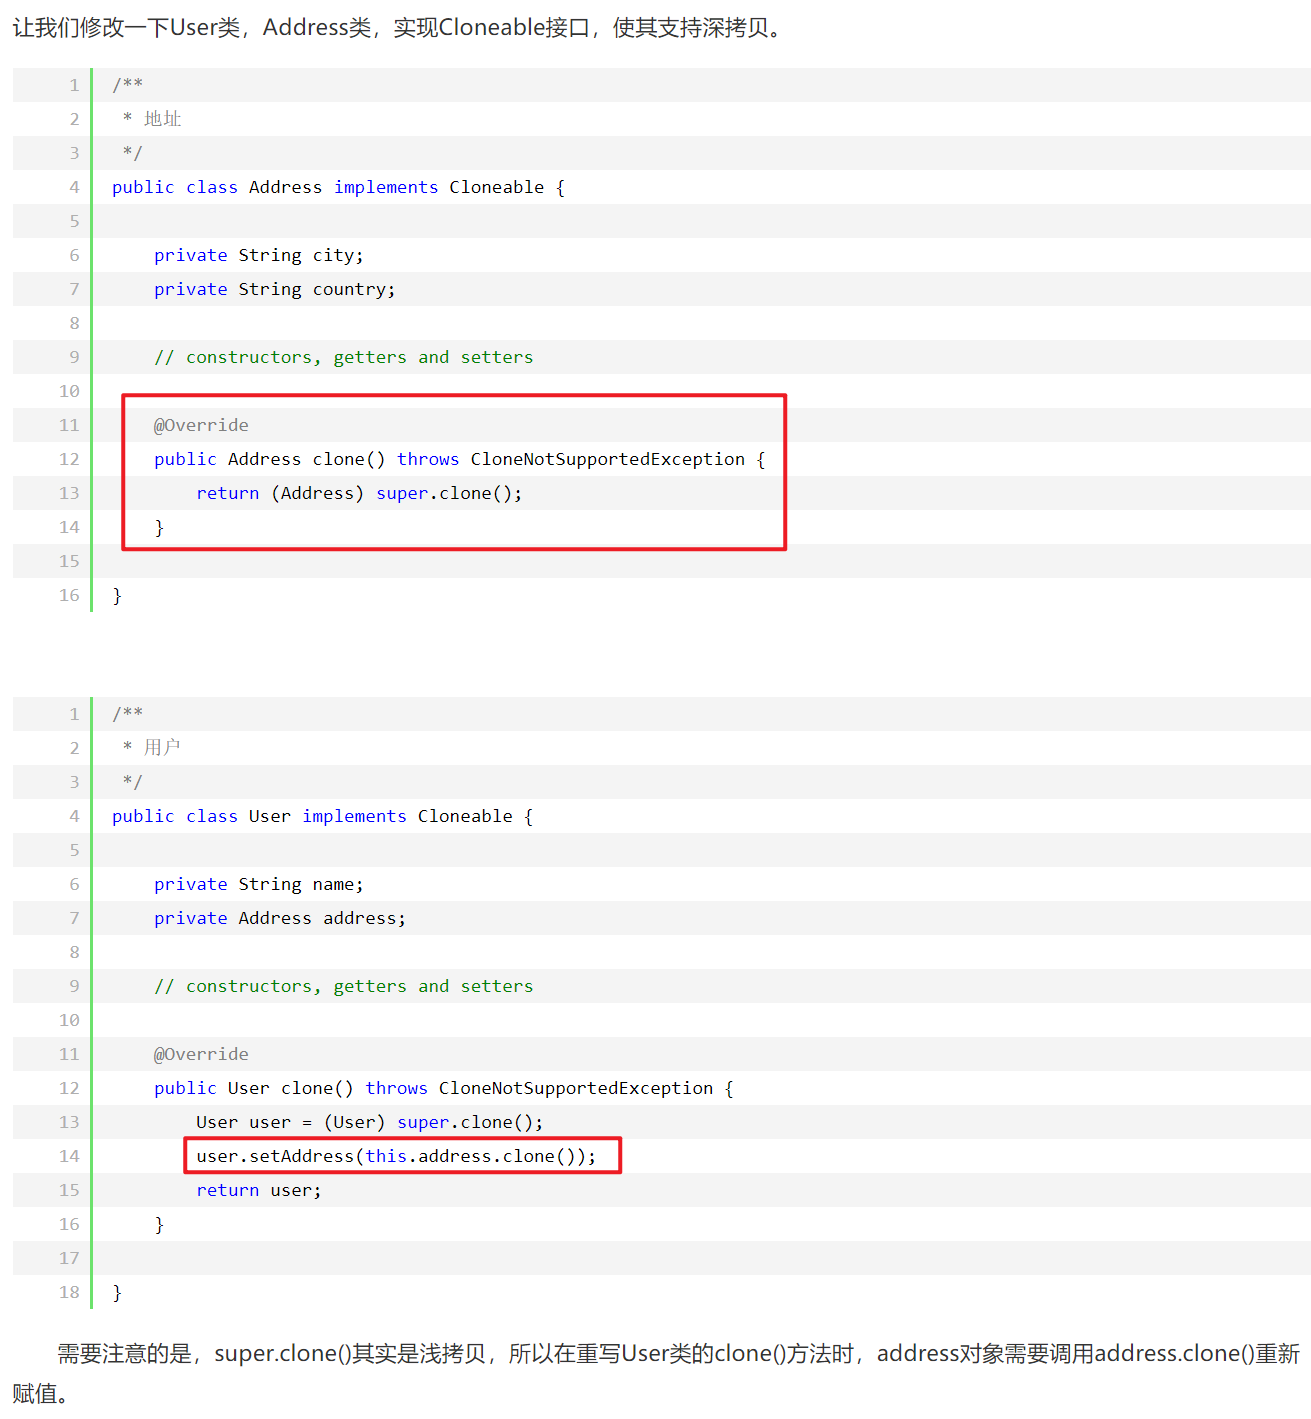 让我们修改一下User类，Address类，实现Cloneable接口，使其支持深拷贝。
1 /**
2  * 地址
3  */
4 public class Address implements Cloneable {
5
6     private String city;
7     private String country;
8
9     // constructors, getters and setters
10
11     @Override
12     public Address clone() throws CloneNotSupportedException {
13         return (Address) super.clone();
14     }
15
16 }
1 /**
2  * 用户
3  */
4 public class User implements Cloneable {
5
6     private String name;
7     private Address address;
8
9     // constructors, getters and setters
10
11     @Override
12     public User clone() throws CloneNotSupportedException {
13         User user = (User) super.clone();
14         user.setAddress(this.address.clone());
15         return user;
16     }
17
18 }
需要注意的是，super.clone()其实是浅拷贝，所以在重写User类的clone()方法时，address对象需要调用address.clone()重新
赋值。